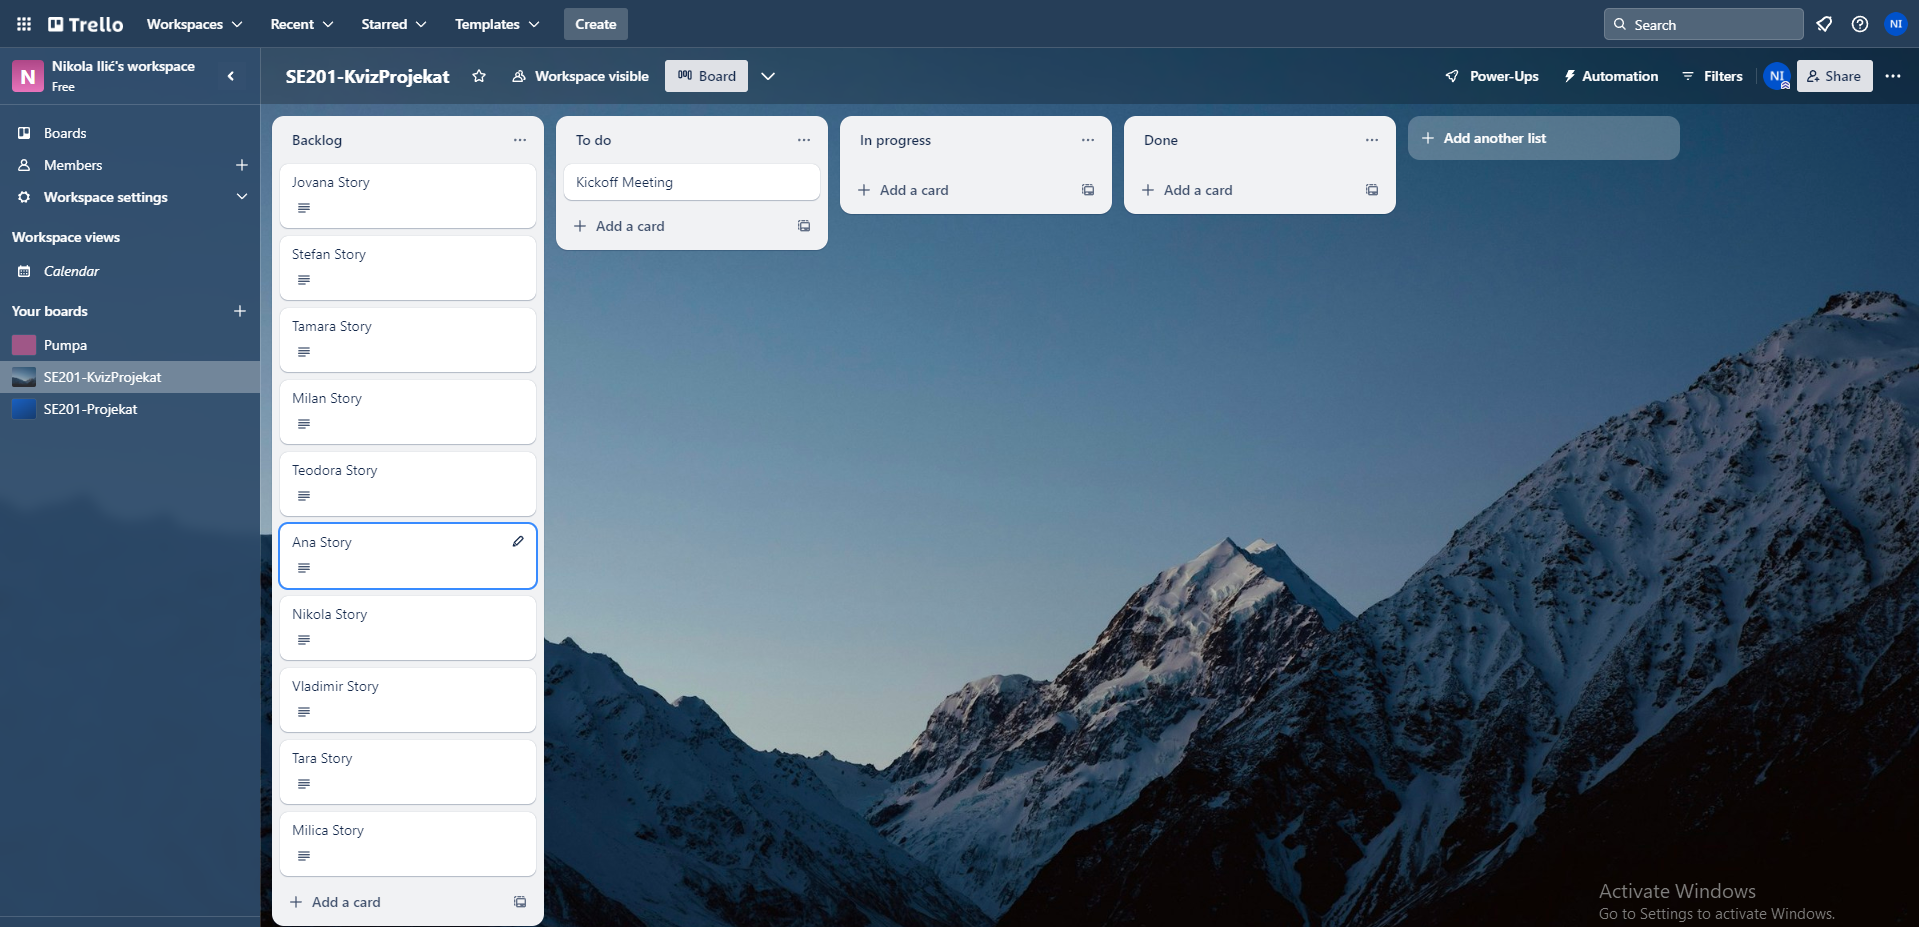 Trello
Workspaces
Recent
Starred
Templates
Create
Search
NI
N
Nikola Ilić's workspace
Free
SE201-KvizProjekat
Workspace visible
Board
Power-Ups
Automation
Filters
NI
Share
Boards
Members
Workspace settings
Workspace views
Calendar
Your boards
Pumpa
SE201-KvizProjekat
SE201-Projekat
Backlog
Jovana Story
Stefan Story
Tamara Story
Milan Story
Teodora Story
Ana Story
Nikola Story
Vladimir Story
Tara Story
Milica Story
Add a card
To do
Kickoff Meeting
Add a card
In progress
Add a card
Done
Add a card
Add another list
Activate Windows
Go to Settings to activate Windows.